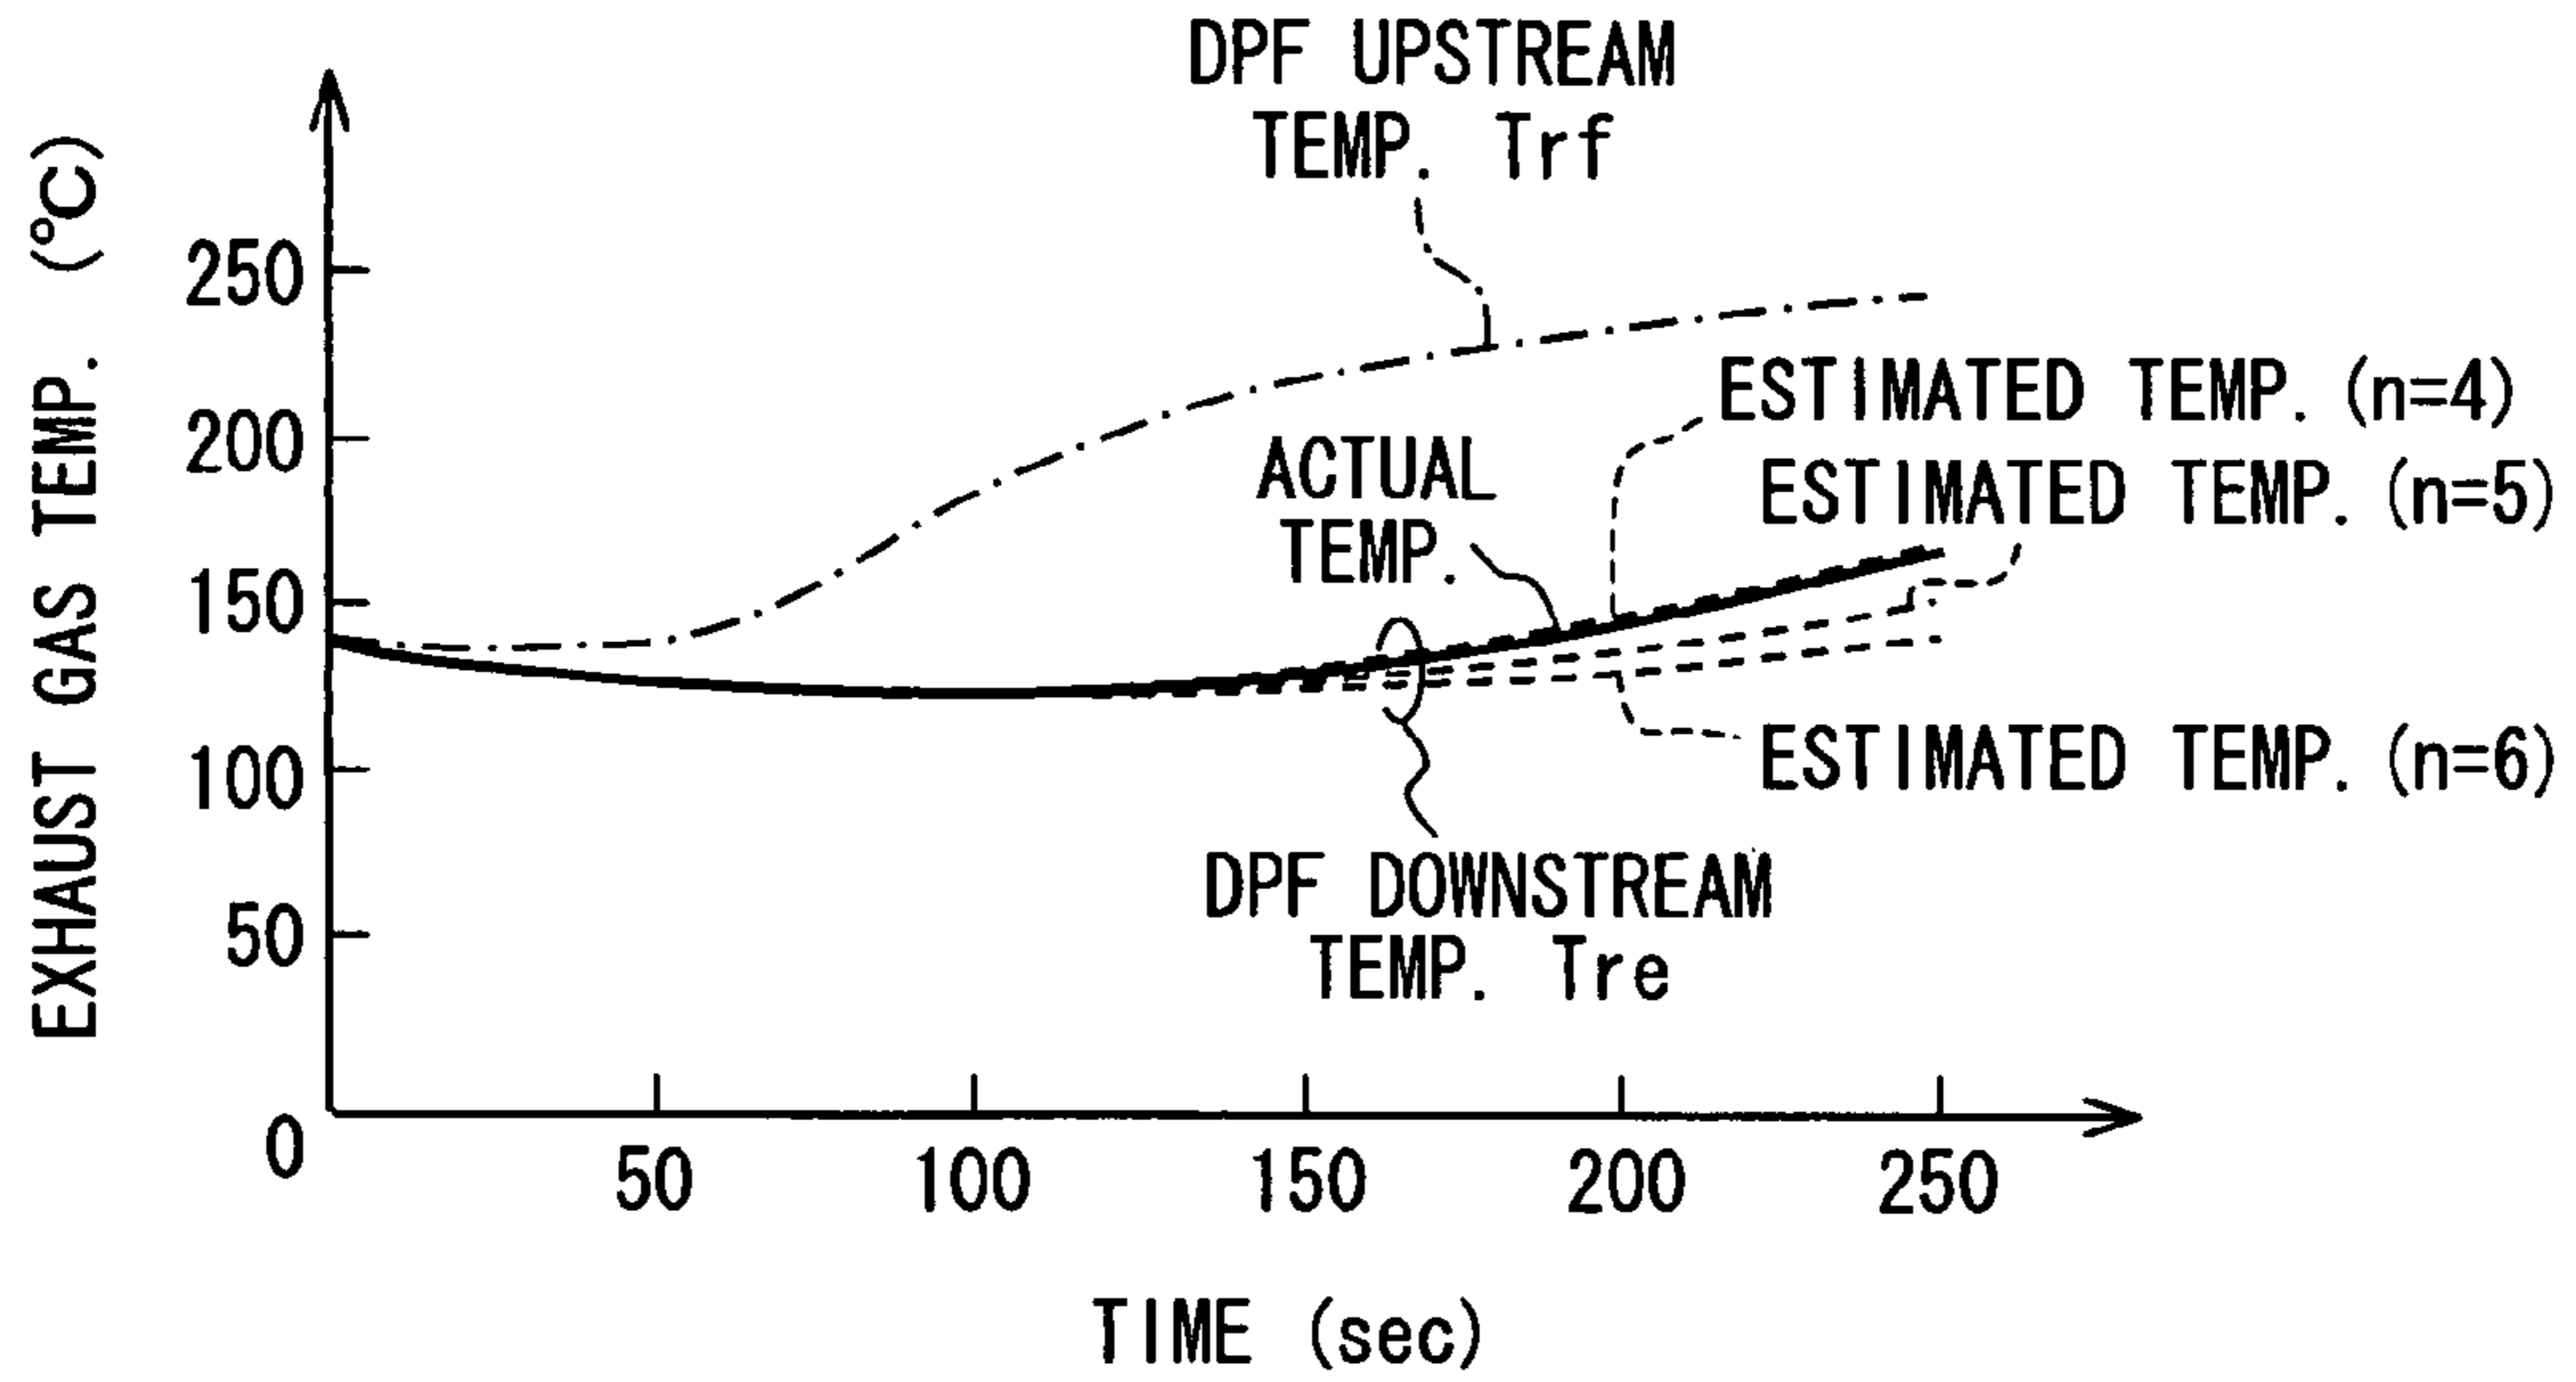 DPF UPSTREAM
TEMP. Trf
EXHAUST GAS TEMP. (°C)
250
200
150
100
50
0
ESTIMATED TEMP. (n=4)
ACTUAL
TEMP.
ESTIMATED TEMP. (n=5)
ESTIMATED TEMP. (n=6)
DPF DOWNSTREAM
TEMP. Tre
50 100 150 200 250
TIME (sec)